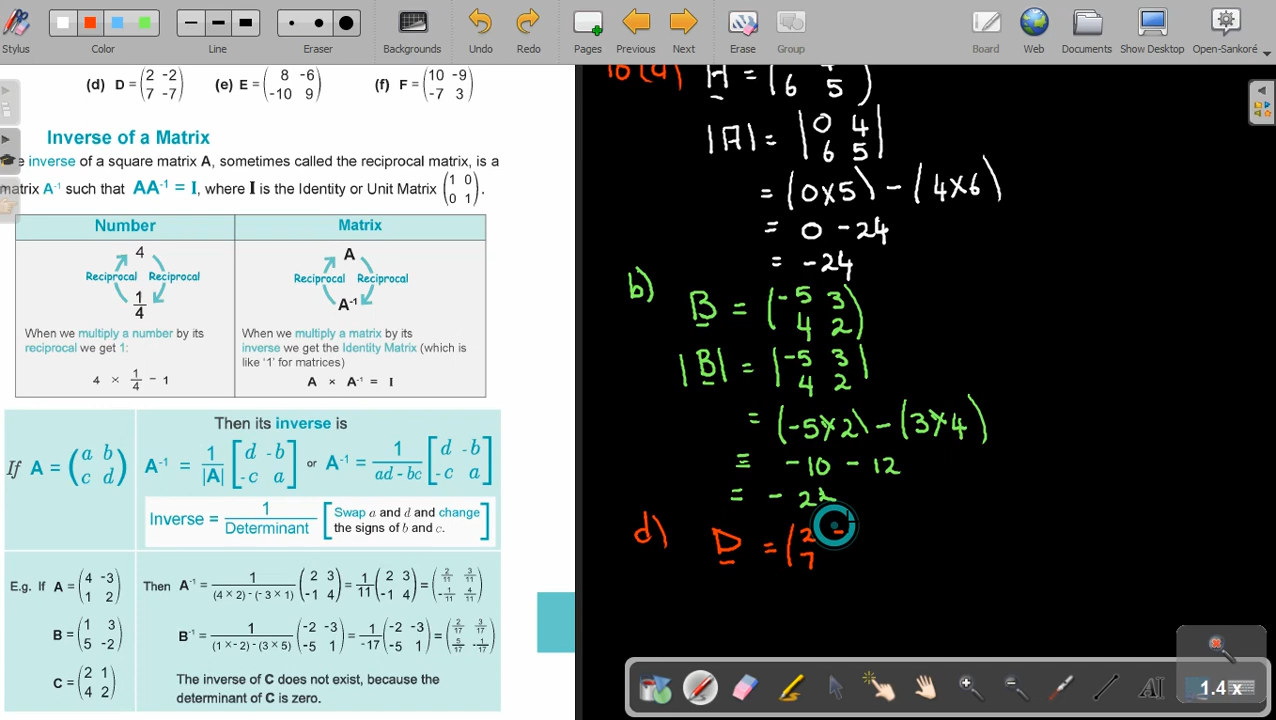 Stylus
Color
Line
Eraser
Backgrounds
Undo
Redo
Pages
Previous
Next
Erase
Group
Board
Web
Documents
Show Desktop
Open-Sankoré
(d) D = (2 -2
7 -7)
(e) E = (8 -6
-10 9)
(f) F = (10 -9
-7 3)
Inverse of a Matrix
e inverse of a square matrix A, sometimes called the reciprocal matrix, is a
matrix A⁻¹ such that AA⁻¹ = I, where I is the Identity or Unit Matrix (1 0
0 1).
Number
Matrix
4
Reciprocal Reciprocal
1/4
When we multiply a number by its
reciprocal we get 1:
4 × 1/4 - 1
A
Reciprocal Reciprocal
A⁻¹
When we multiply a matrix by its
inverse we get the Identity Matrix (which is
like '1' for matrices)
A × A⁻¹ = I
If A = (a b
c d)
Then its inverse is
A⁻¹ = 1/|A| [d -b
-c a] or A⁻¹ = 1/(ad - bc) [d -b
-c a]
Inverse = 1/Determinant [Swap a and d and change
the signs of b and c.]
E.g. If A = (4 -3
1 2)
Then A⁻¹ = 1/((4 × 2) - (- 3 × 1)) (2 3
-1 4) = 1/11 (2 3
-1 4) = (2/11 3/11
-1/11 4/11)
B = (1 3
5 -2)
B⁻¹ = 1/((1 × - 2) - (3 × 5)) (-2 -3
-5 1) = 1/-17 (-2 -3
-5 1) = (2/17 3/17
5/17 -1/17)
C = (2 1
4 2)
The inverse of C does not exist, because the
determinant of C is zero.
6 5)
|A| = |0 4
6 5|
= (0×5) - (4×6)
= 0 - 24
= -24
b) B = (-5 3
4 2)
|B| = |-5 3
4 2|
= (-5×2) - (3×4)
= -10 - 12
= - 22
d) D = (2 -
7
1.4 x